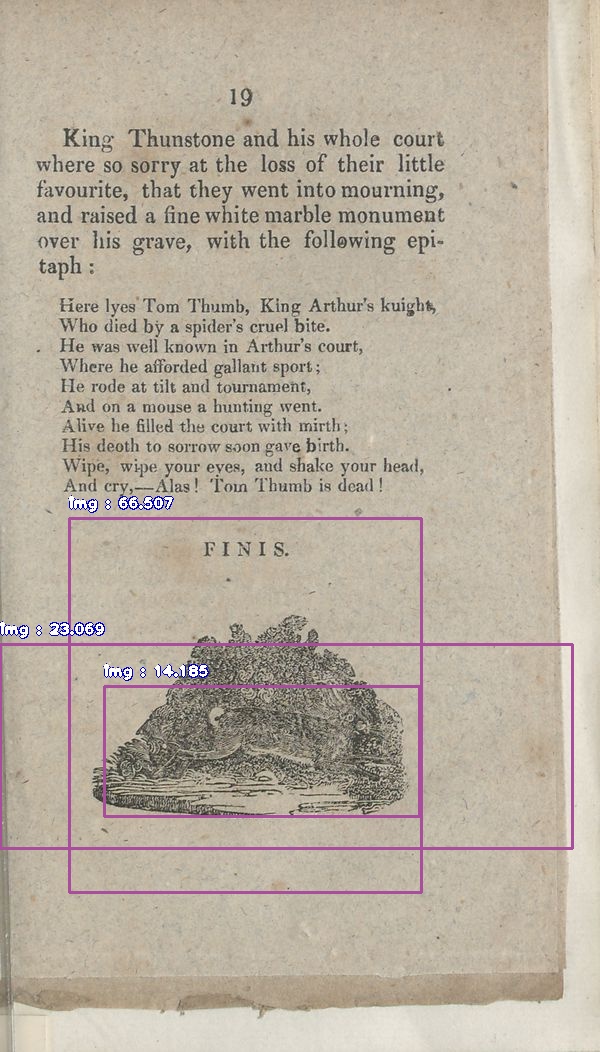 19
King Thunstone and his whole court
where so sorry at the loss of their little
favourite, that they went into mourning,
and raised a fine white marble monument
over his grave, with the following epi-
taph :
Here lyes Tom Thumb, King Arthur's kuight,
Who died by a spider's cruel bite.
He was well known in Arthur's court,
Where he afforded gallant sport;
He rode at tilt and tournament,
And on a mouse a hunting went.
Alive he filled the court with mirth;
His deoth to sorrow soon gave birth.
Wipe, wipe your eyes, and shake your head,
And cry,—Alas! Tom Thumb is dead!
img : 66.507
FINIS.
img : 23.069
img : 14.185